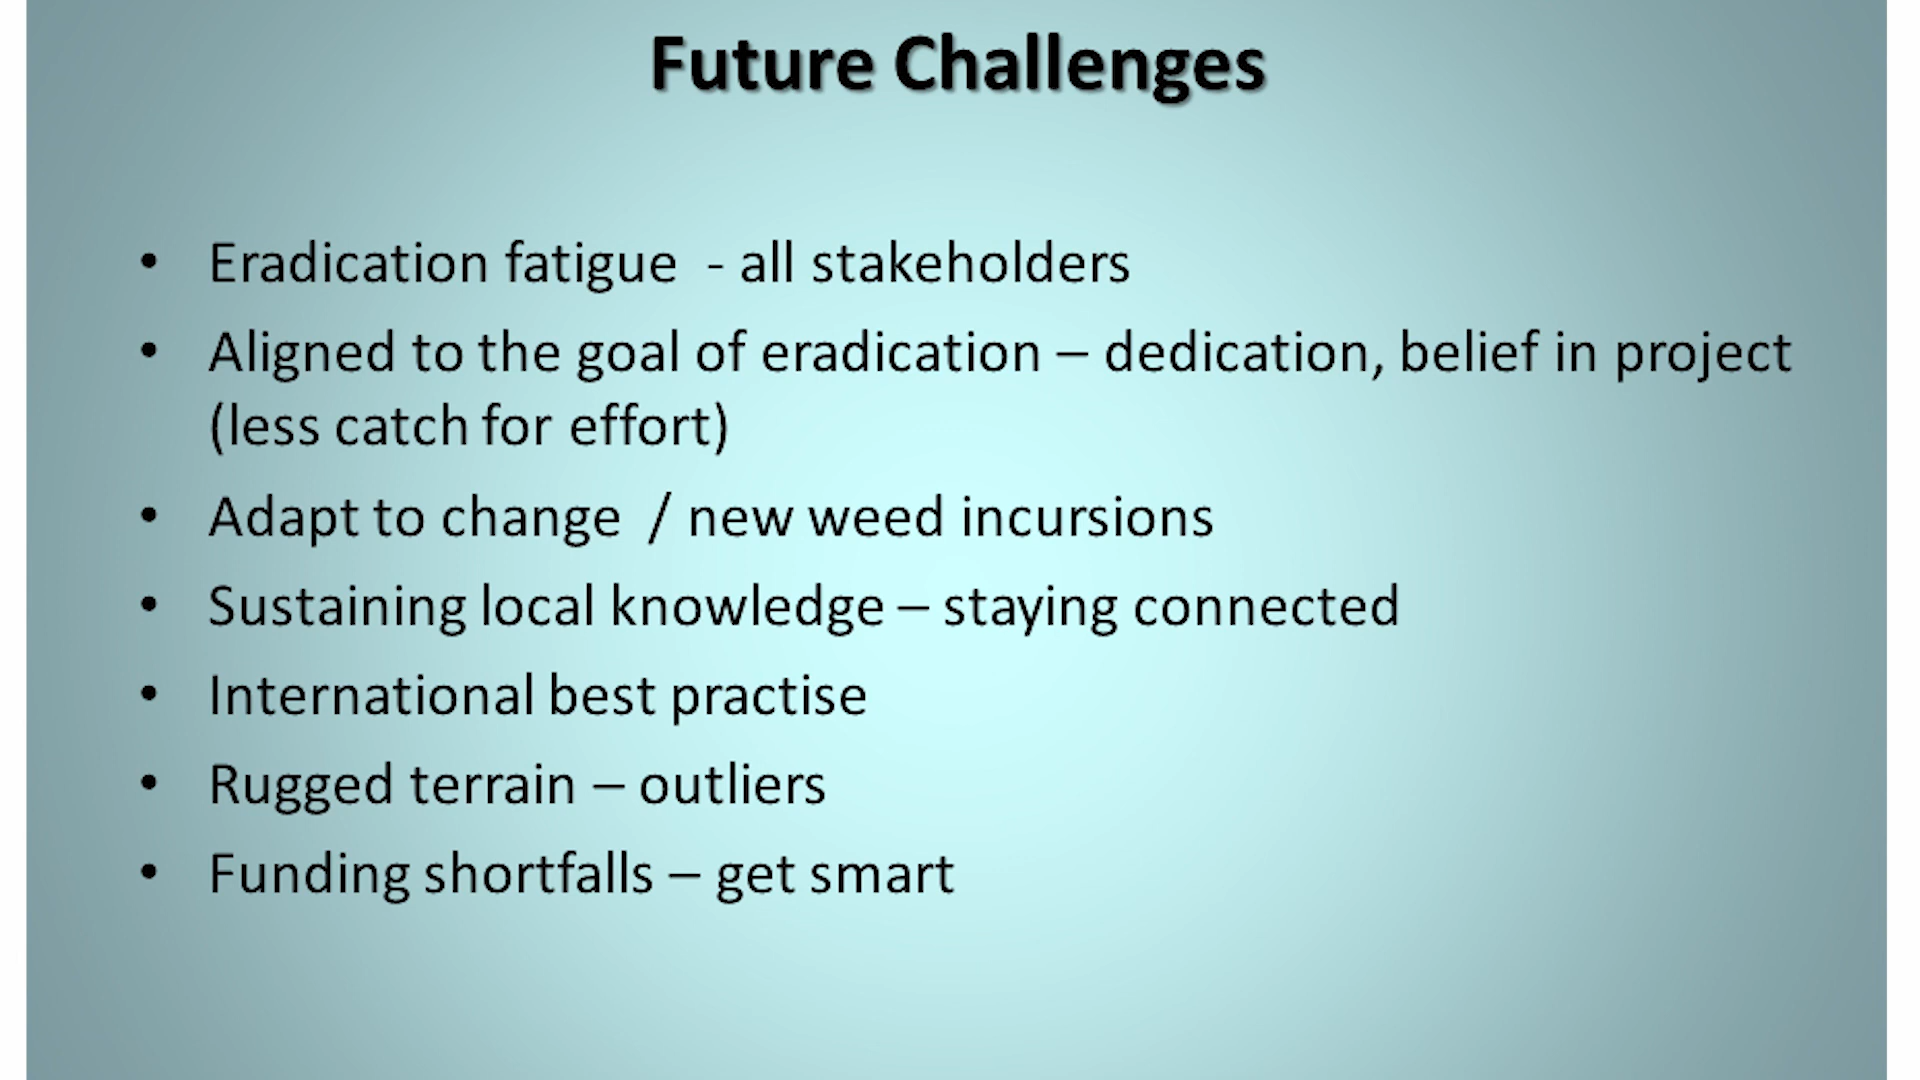 Future Challenges
• Eradication fatigue  - all stakeholders
• Aligned to the goal of eradication – dedication, belief in project
(less catch for effort)
• Adapt to change  / new weed incursions
• Sustaining local knowledge – staying connected
• International best practise
• Rugged terrain – outliers
• Funding shortfalls – get smart